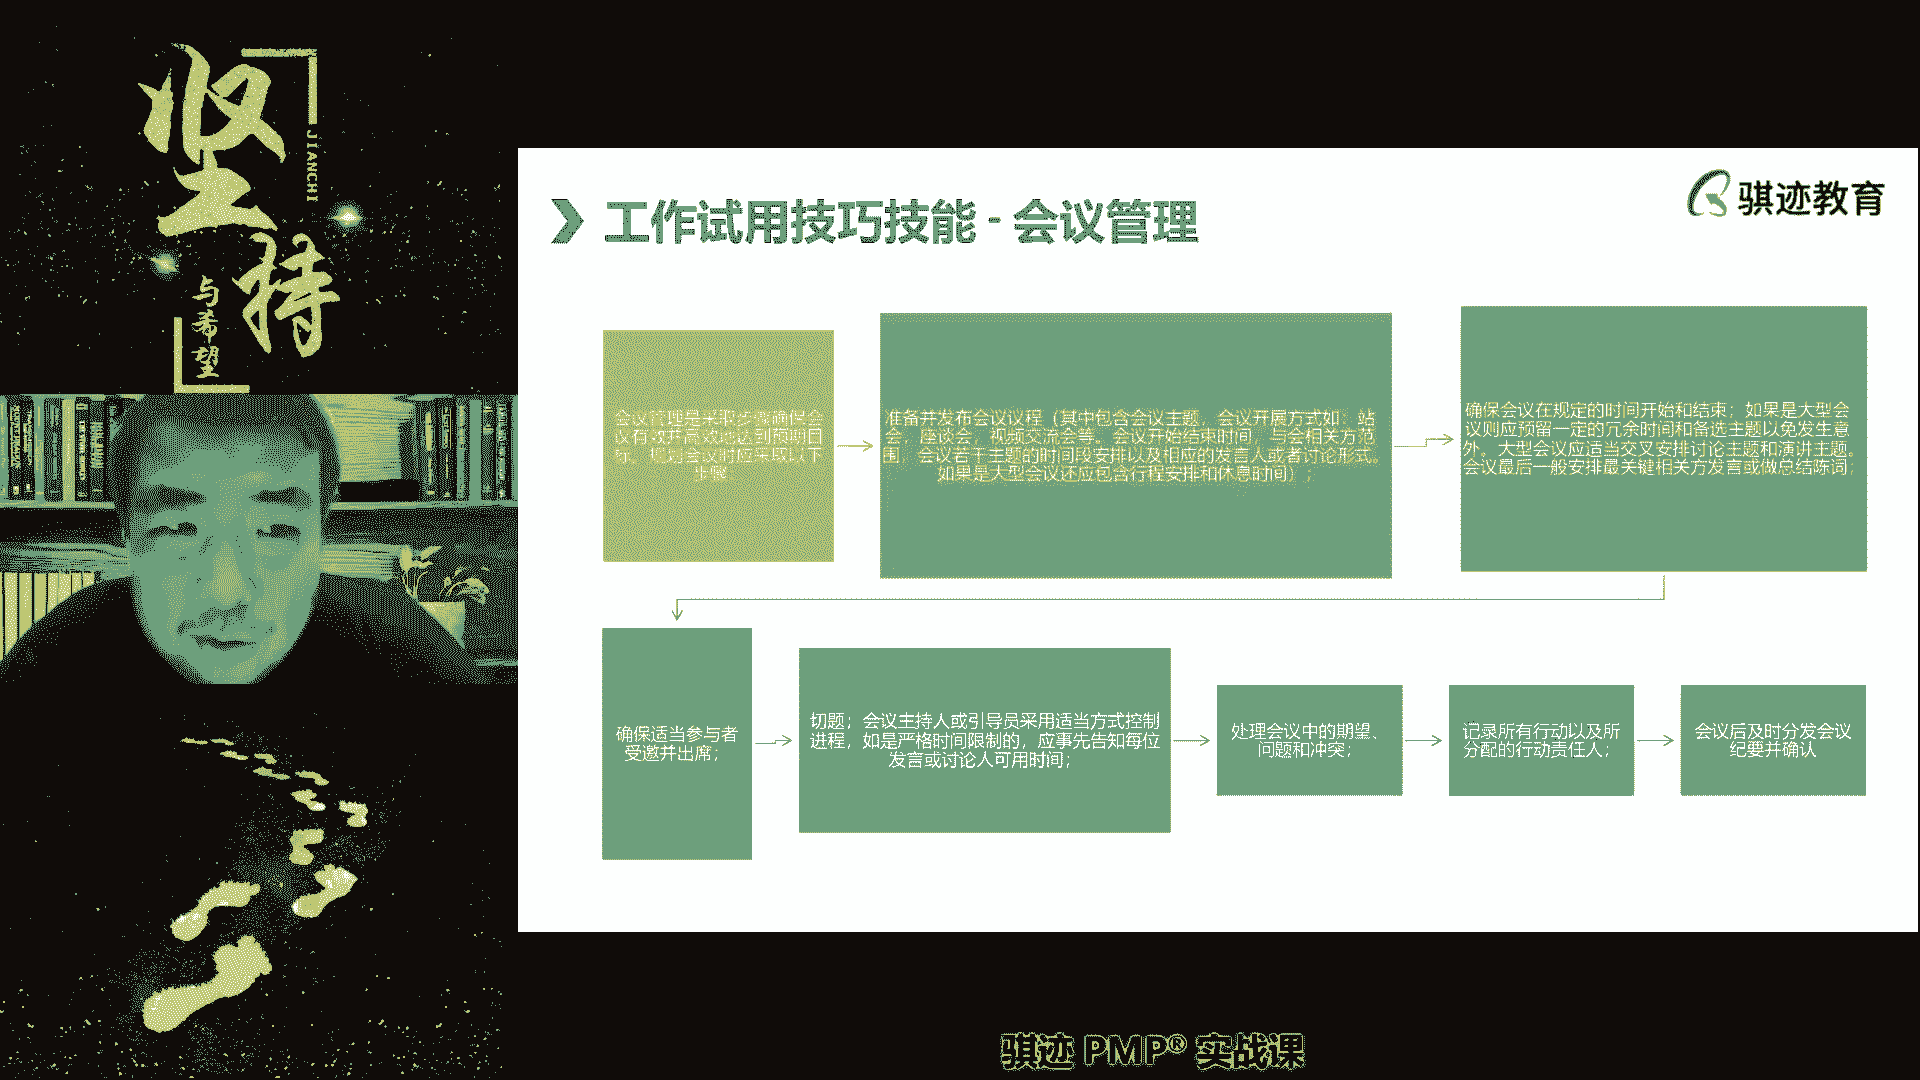 坚持
JIANCHI
与希望
工作试用技巧技能 - 会议管理
骐迹教育
会议管理是采取步骤确保会
议有效并高效地达到预期目
标。规划会议时应采取以下
步骤
准备并发布会议议程（其中包含会议主题、会议开展方式如：站
会、座谈会，视频交流会等。会议开始结束时间，与会相关方范
围，会议若干主题的时间段安排以及相应的发言人或者讨论形式。
如果是大型会议还应包含行程安排和休息时间）；
确保会议在规定的时间开始和结束；如果是大型会
议则应预留一定的冗余时间和备选主题以免发生意
外。大型会议应适当交叉安排讨论主题和演讲主题。
会议最后一般安排最关键相关方发言或做总结陈词；
确保适当参与者
受邀并出席；
切题；会议主持人或引导员采用适当方式控制
进程，如是严格时间限制的，应事先告知每位
发言或讨论人可用时间；
处理会议中的期望、
问题和冲突；
记录所有行动以及所
分配的行动责任人；
会议后及时分发会议
纪要并确认
骐迹 PMP® 实战课